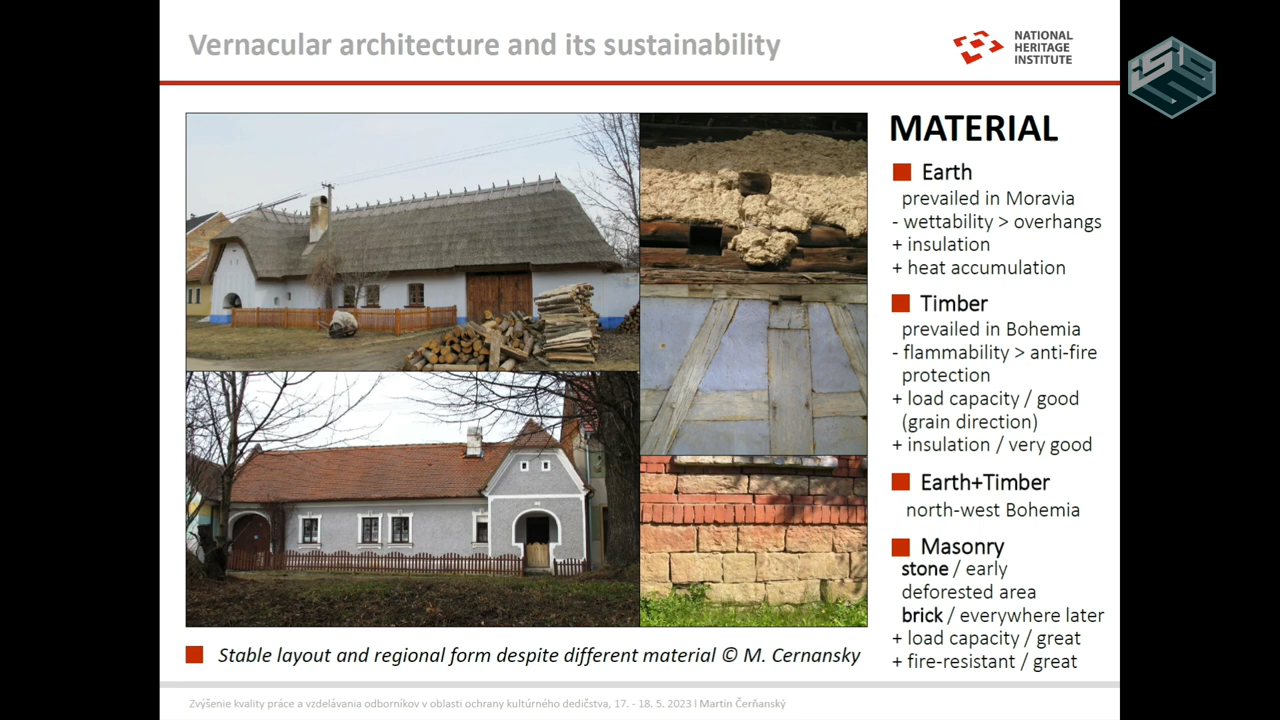 Vernacular architecture and its sustainability
NATIONAL
HERITAGE
INSTITUTE
MATERIAL
Earth
prevailed in Moravia
- wettability > overhangs
+ insulation
+ heat accumulation
Timber
prevailed in Bohemia
- flammability > anti-fire
protection
+ load capacity / good
(grain direction)
+ insulation / very good
Earth+Timber
north-west Bohemia
Masonry
stone / early
deforested area
brick / everywhere later
+ load capacity / great
+ fire-resistant / great
Stable layout and regional form despite different material © M. Cernansky
Zvýšenie kvality práce a vzdelávania odborníkov v oblasti ochrany kultúrného dedičstva, 17. - 18. 5. 2023 I Martin Čerňanský